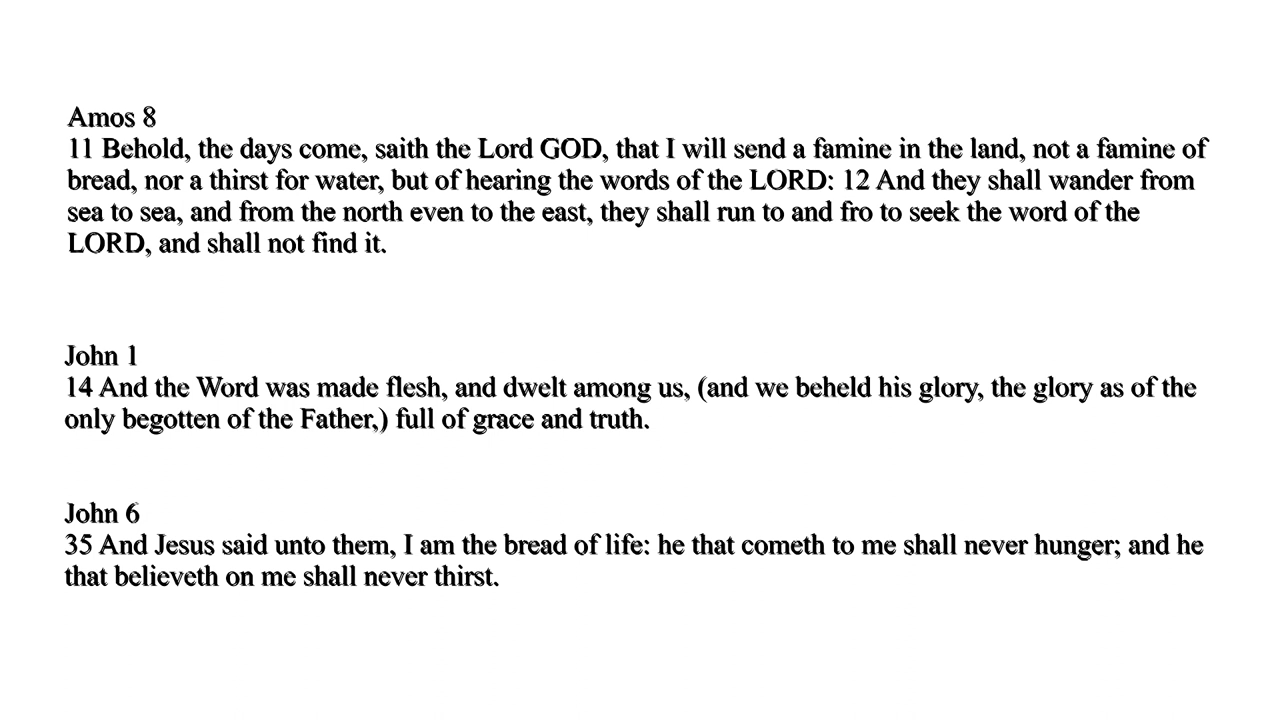 Amos 8
11 Behold, the days come, saith the Lord GOD, that I will send a famine in the land, not a famine of
bread, nor a thirst for water, but of hearing the words of the LORD: 12 And they shall wander from
sea to sea, and from the north even to the east, they shall run to and fro to seek the word of the
LORD, and shall not find it.
John 1
14 And the Word was made flesh, and dwelt among us, (and we beheld his glory, the glory as of the
only begotten of the Father,) full of grace and truth.
John 6
35 And Jesus said unto them, I am the bread of life: he that cometh to me shall never hunger; and he
that believeth on me shall never thirst.